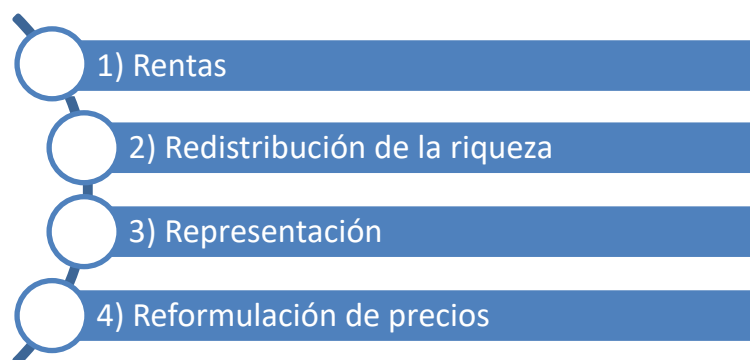 1) Rentas
2) Redistribución de la riqueza
3) Representación
4) Reformulación de precios